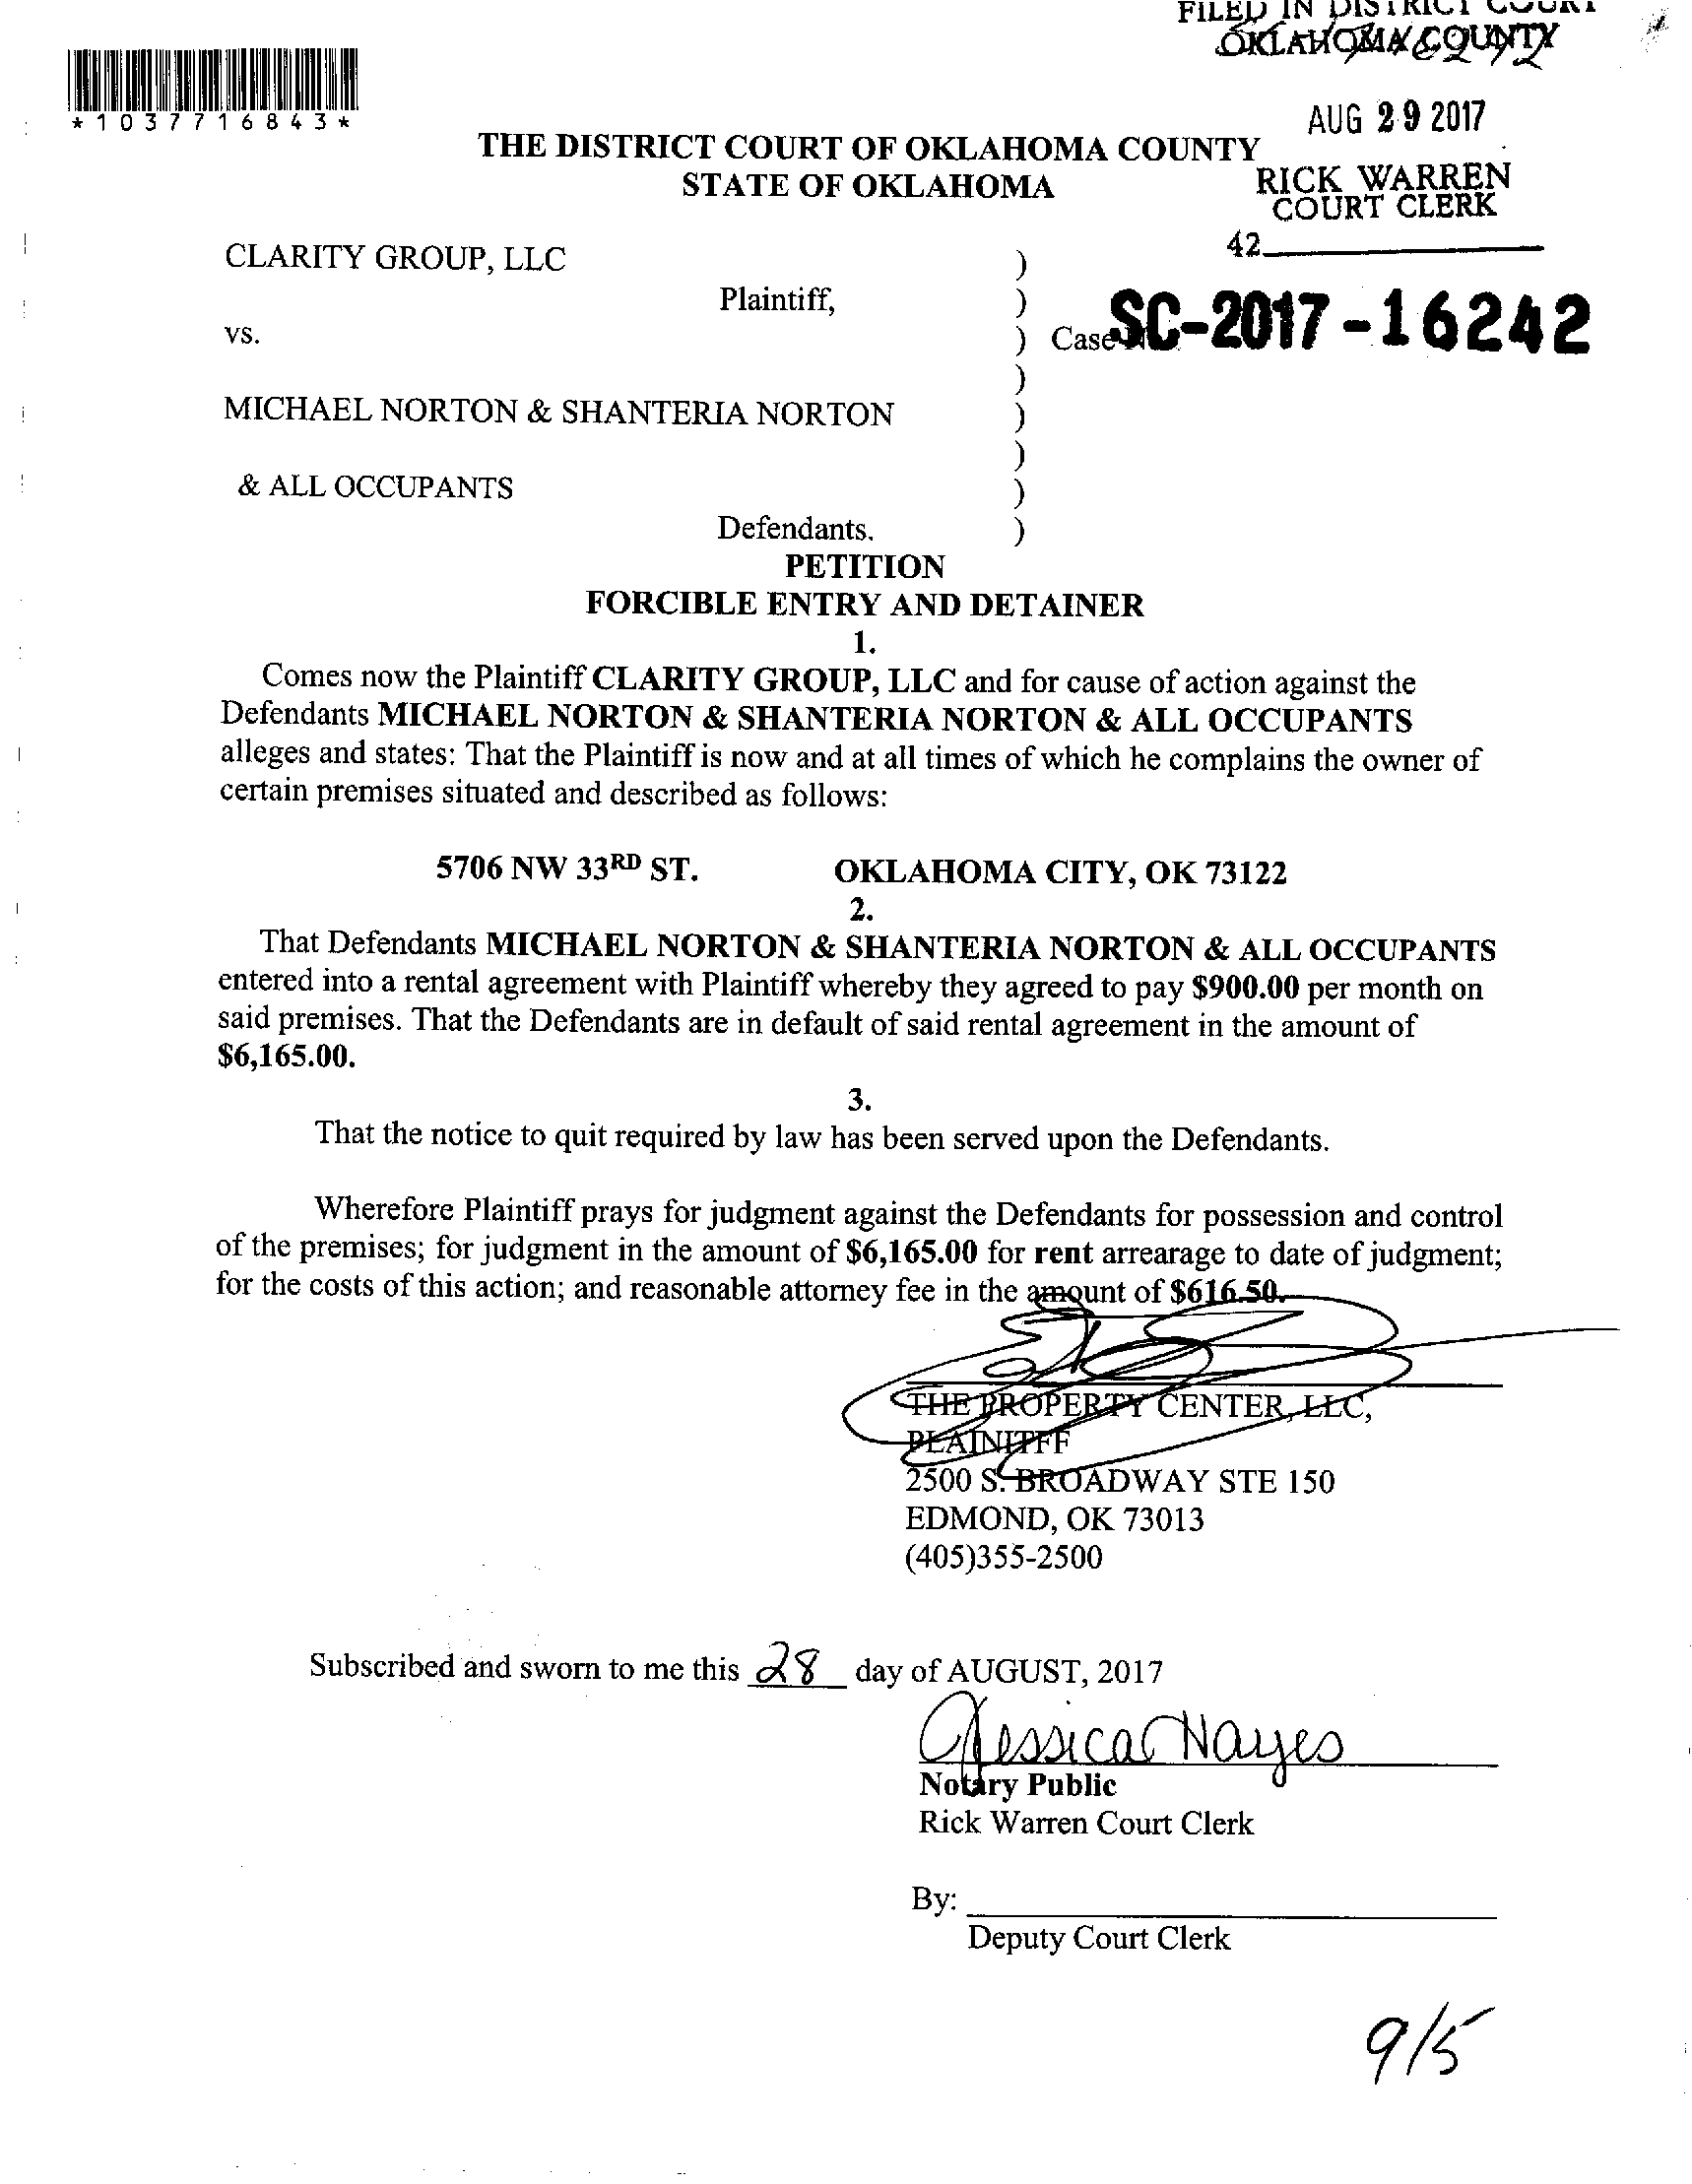 FILED IN DISTRICT COURT
OKLAHOMA COUNTY
*1037716843*
AUG 29 2017
THE DISTRICT COURT OF OKLAHOMA COUNTY
STATE OF OKLAHOMA
RICK WARREN
COURT CLERK
42
CLARITY GROUP, LLC )
Plaintiff, )
vs. ) Case SC-2017-16242
)
MICHAEL NORTON & SHANTERIA NORTON )
)
& ALL OCCUPANTS )
Defendants. )
PETITION
FORCIBLE ENTRY AND DETAINER
1.
Comes now the Plaintiff CLARITY GROUP, LLC and for cause of action against the
Defendants MICHAEL NORTON & SHANTERIA NORTON & ALL OCCUPANTS
alleges and states: That the Plaintiff is now and at all times of which he complains the owner of
certain premises situated and described as follows:
5706 NW 33RD ST. OKLAHOMA CITY, OK 73122
2.
That Defendants MICHAEL NORTON & SHANTERIA NORTON & ALL OCCUPANTS
entered into a rental agreement with Plaintiff whereby they agreed to pay $900.00 per month on
said premises. That the Defendants are in default of said rental agreement in the amount of
$6,165.00.
3.
That the notice to quit required by law has been served upon the Defendants.
Wherefore Plaintiff prays for judgment against the Defendants for possession and control
of the premises; for judgment in the amount of $6,165.00 for rent arrearage to date of judgment;
for the costs of this action; and reasonable attorney fee in the amount of $616.50.
THE PROPERTY CENTER, LLC,
PLAINITFF
2500 S. BROADWAY STE 150
EDMOND, OK 73013
(405)355-2500
Subscribed and sworn to me this 28 day of AUGUST, 2017
Jessica Hayes
Notary Public
Rick Warren Court Clerk
By:
Deputy Court Clerk
9/5